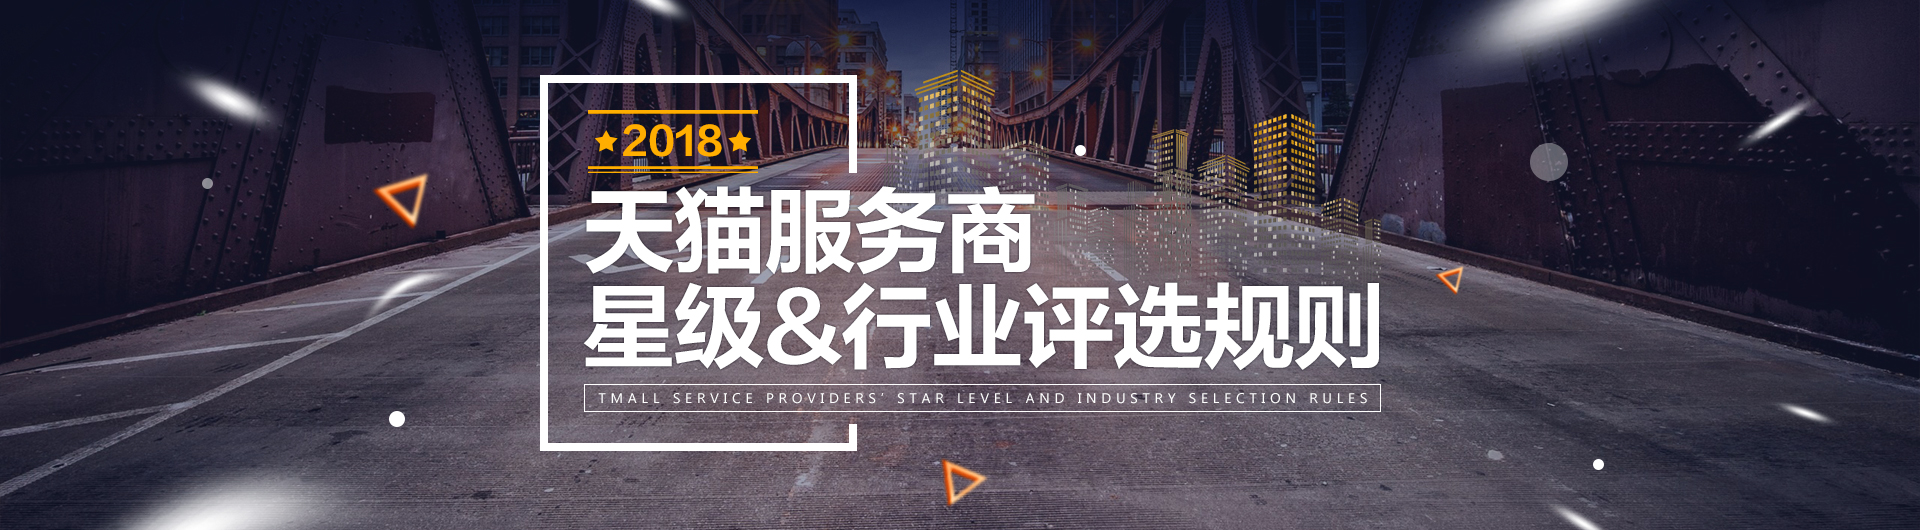 2018
天猫服务商
星级&行业评选规则
TMALL SERVICE PROVIDERS' STAR LEVEL AND INDUSTRY SELECTION RULES